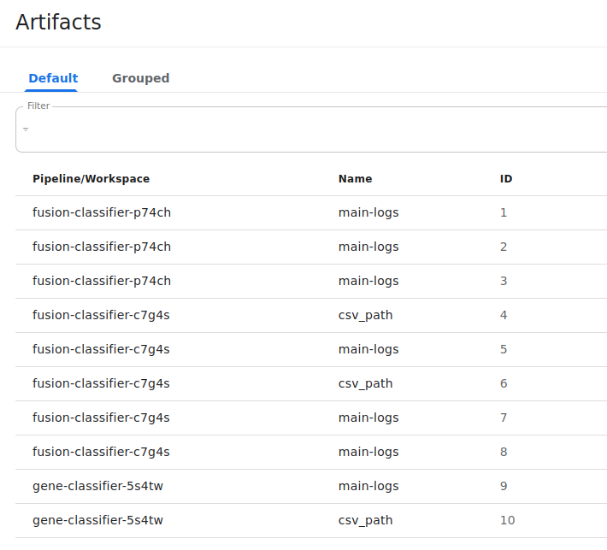 Artifacts
Default Grouped
Filter
Pipeline/Workspace Name ID
fusion-classifier-p74ch main-logs 1
fusion-classifier-p74ch main-logs 2
fusion-classifier-p74ch main-logs 3
fusion-classifier-c7g4s csv_path 4
fusion-classifier-c7g4s main-logs 5
fusion-classifier-c7g4s csv_path 6
fusion-classifier-c7g4s main-logs 7
fusion-classifier-c7g4s main-logs 8
gene-classifier-5s4tw main-logs 9
gene-classifier-5s4tw csv_path 10